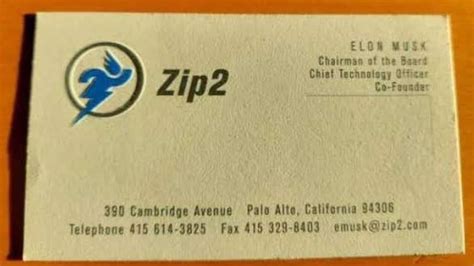 Zip2
ELON MUSK
Chairman of the Board
Chief Technology Officer
Co-Founder
390 Cambridge Avenue Palo Alto, California 94306
Telephone 415 614-3825 Fax 415 329-8403 emusk@zip2.com